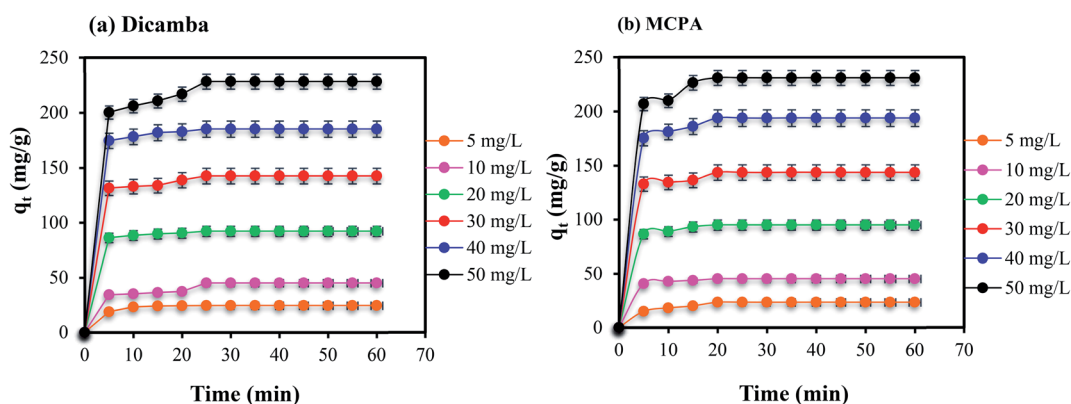 (a) Dicamba
250
200
150
100
50
0
qt (mg/g)
0 10 20 30 40 50 60 70
Time (min)
5 mg/L
10 mg/L
20 mg/L
30 mg/L
40 mg/L
50 mg/L
(b) MCPA
250
200
150
100
50
0
qt (mg/g)
0 10 20 30 40 50 60 70
Time (min)
5 mg/L
10 mg/L
20 mg/L
30 mg/L
40 mg/L
50 mg/L